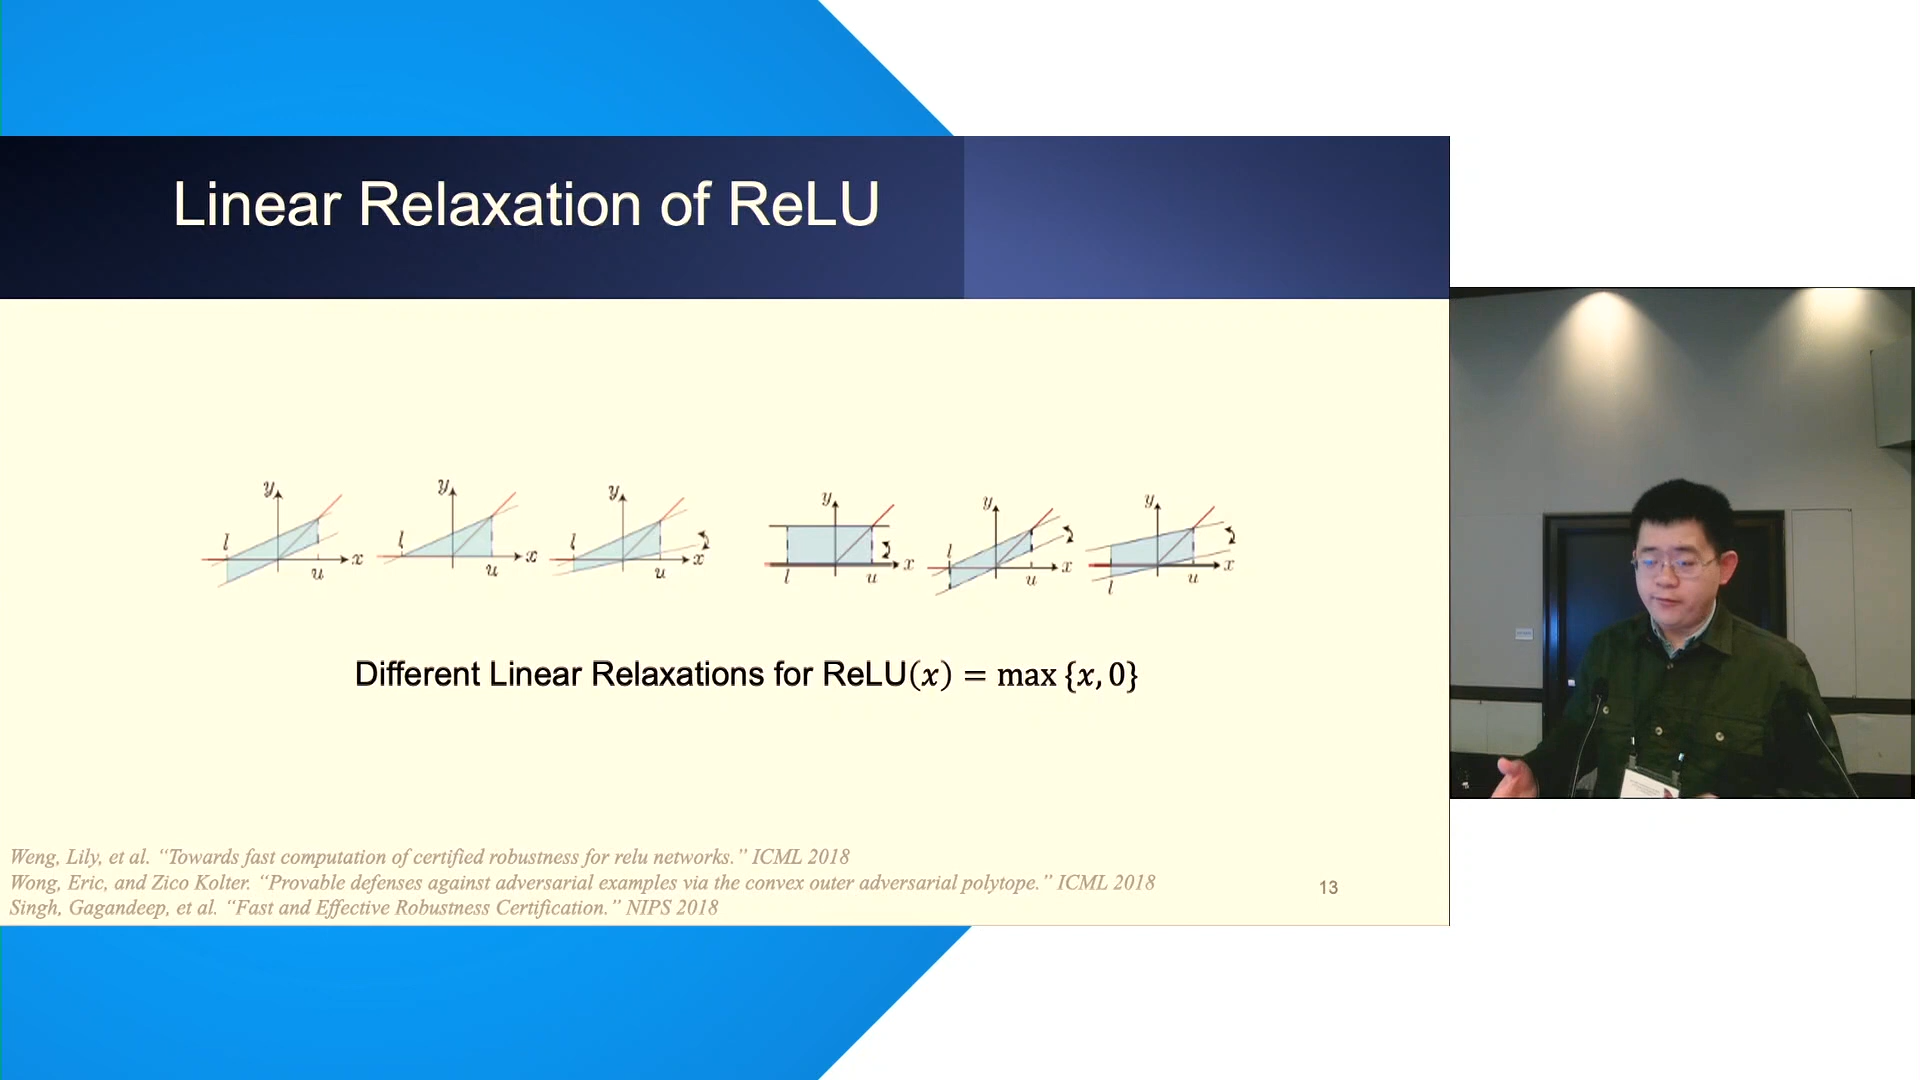 Linear Relaxation of ReLU
y
l
u
x
y
l
u
x
y
l
u
x
y
l
u
x
y
l
u
x
y
l
u
x
Different Linear Relaxations for ReLU(x) = max {x, 0}
Weng, Lily, et al. “Towards fast computation of certified robustness for relu networks.” ICML 2018
Wong, Eric, and Zico Kolter. “Provable defenses against adversarial examples via the convex outer adversarial polytope.” ICML 2018
Singh, Gagandeep, et al. “Fast and Effective Robustness Certification.” NIPS 2018
13